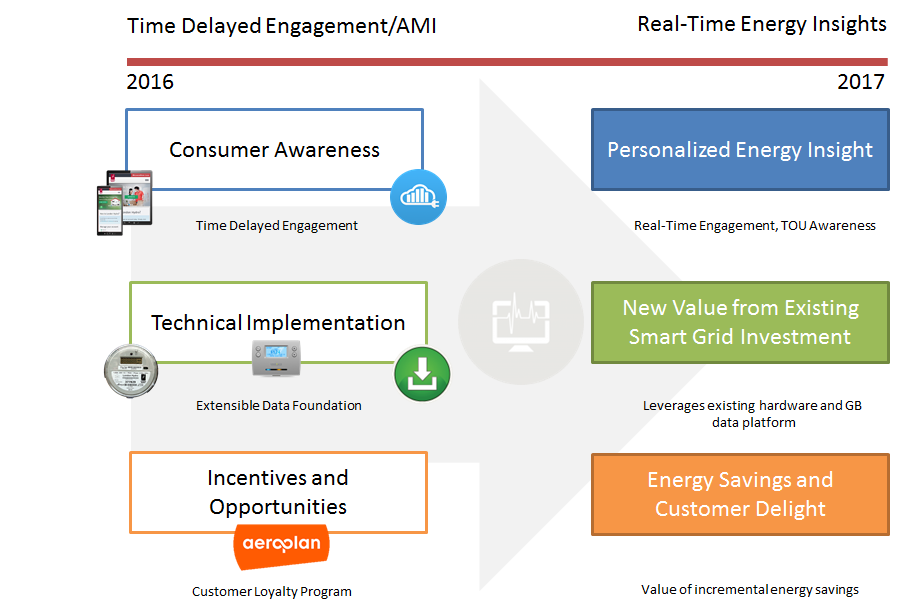 Time Delayed Engagement/AMI
Real-Time Energy Insights
2016
2017
Consumer Awareness
Time Delayed Engagement
Personalized Energy Insight
Real-Time Engagement, TOU Awareness
Technical Implementation
Extensible Data Foundation
New Value from Existing
Smart Grid Investment
Leverages existing hardware and GB
data platform
Incentives and
Opportunities
aeroplan
Customer Loyalty Program
Energy Savings and
Customer Delight
Value of incremental energy savings